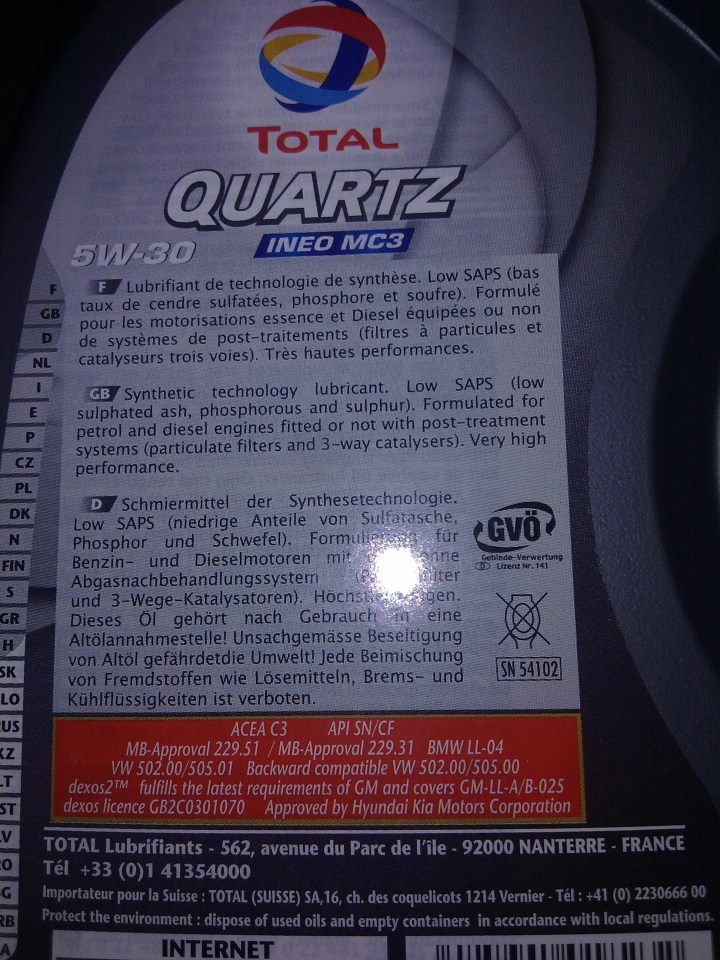 TOTAL
QUARTZ
5W-30 INEO MC3
F Lubrifiant de technologie de synthèse. Low SAPS (bas
taux de cendre sulfatées, phosphore et soufre). Formulé
pour les motorisations essence et Diesel équipées ou non
de systèmes de post-traitements (filtres à particules et
catalyseurs trois voies). Très hautes performances.
GB Synthetic technology lubricant. Low SAPS (low
sulphated ash, phosphorous and sulphur). Formulated for
petrol and diesel engines fitted or not with post-treatment
systems (particulate filters and 3-way catalysers). Very high
performance.
D Schmiermittel der Synthesetechnologie.
Low SAPS (niedrige Anteile von Sulfatasche,
Phosphor und Schwefel). Formulierung für
Benzin- und Dieselmotoren mit ohne
Abgasnachbehandlungssystem
und 3-Wege-Katalysatoren).
Dieses Öl gehört nach Gebrauch in eine
Altölannahmestelle! Unsachgemässe Beseitigung
von Altöl gefährdetdie Umwelt! Jede Beimischung
von Fremdstoffen wie Lösemitteln, Brems- und
Kühlflüssigkeiten ist verboten.
GVÖ
Gebinde-Verwertung
Lizenz Nr. 141
SN 54102
F
GB
D
NL
I
E
P
CZ
PL
DK
N
FIN
S
GR
H
SK
LO
US
KZ
LT
ST
LV
RO
G
RB
A
ACEA C3 API SN/CF
MB-Approval 229.51 / MB-Approval 229.31 BMW LL-04
VW 502.00/505.01 Backward compatible VW 502.00/505.00
dexos2™ fulfills the latest requirements of GM and covers GM-LL-A/B-025
dexos licence GB2C0301070 Approved by Hyundai Kia Motors Corporation
TOTAL Lubrifiants - 562, avenue du Parc de l'île - 92000 NANTERRE - FRANCE
Tél +33 (0)1 41354000
Importateur pour la Suisse : TOTAL (SUISSE) SA,16, ch. des coquelicots 1214 Vernier - Tél : +41 (0) 2230666 00
Protect the environment : dispose of used oils and empty containers in accordance with local regulations.
INTERNET